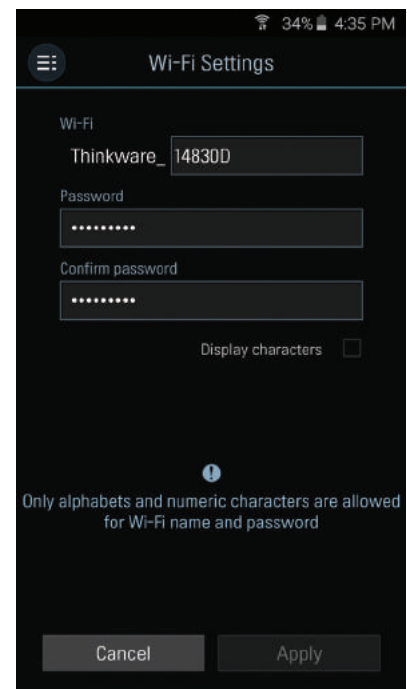 34% 4:35 PM
Wi-Fi Settings
Wi-Fi
Thinkware_ 14830D
Password
•••••••••
Confirm password
•••••••••
Display characters
Only alphabets and numeric characters are allowed
for Wi-Fi name and password
Cancel Apply